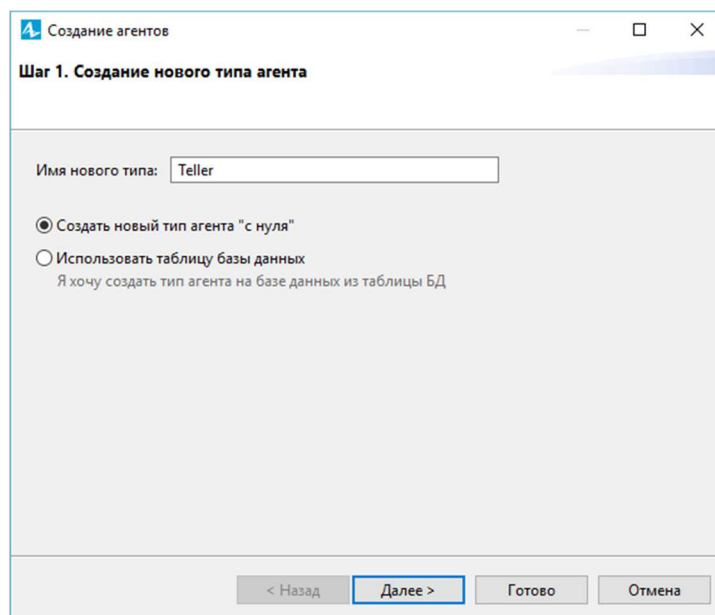 Создание агентов
Шаг 1. Создание нового типа агента
Имя нового типа: Teller
Создать новый тип агента "с нуля"
Использовать таблицу базы данных
Я хочу создать тип агента на базе данных из таблицы БД
< Назад Далее > Готово Отмена